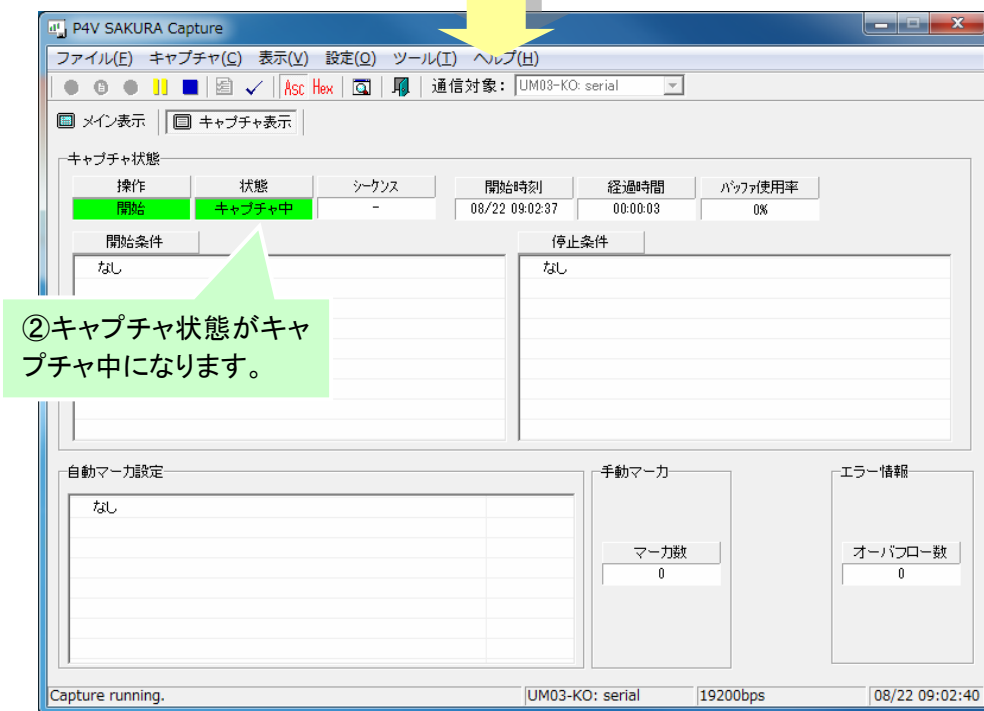 P4V SAKURA Capture
ファイル(F) キャプチャ(C) 表示(V) 設定(O) ツール(T) ヘルプ(H)
Asc Hex 通信対象: UM03-KO: serial
メイン表示 キャプチャ表示
キャプチャ状態
操作 状態 シーケンス 開始時刻 経過時間 バッファ使用率
開始 キャプチャ中 - 08/22 09:02:37 00:00:03 0%
開始条件 停止条件
なし なし
②キャプチャ状態がキャ
プチャ中になります。
自動マーカ設定 手動マーカ エラー情報
なし
マーカ数 オーバフロー数
0 0
Capture running. UM03-KO: serial 19200bps 08/22 09:02:40